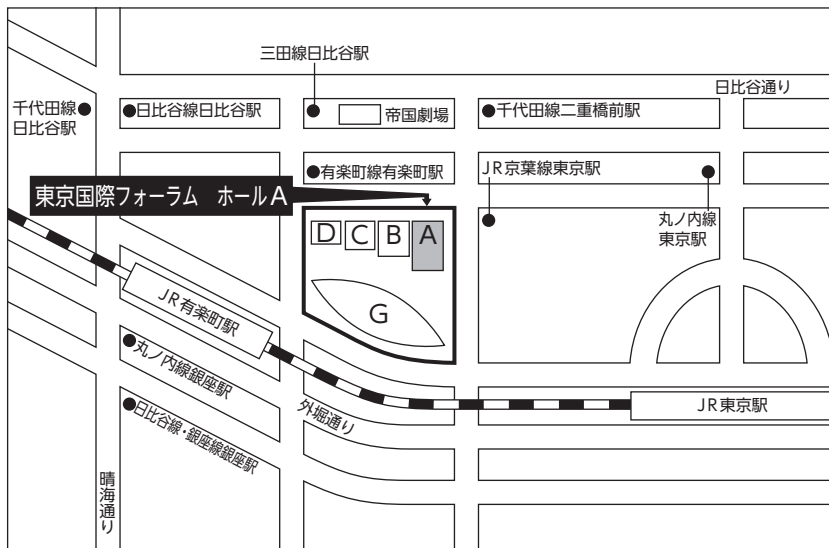 三田線日比谷駅
日比谷通り
千代田線
日比谷駅
日比谷線日比谷駅
帝国劇場
千代田線二重橋前駅
有楽町線有楽町駅
JR京葉線東京駅
東京国際フォーラム　ホールA
丸ノ内線
東京駅
D
C
B
A
G
JR有楽町駅
丸ノ内線銀座駅
外堀通り
JR東京駅
日比谷線・銀座線銀座駅
晴海通り